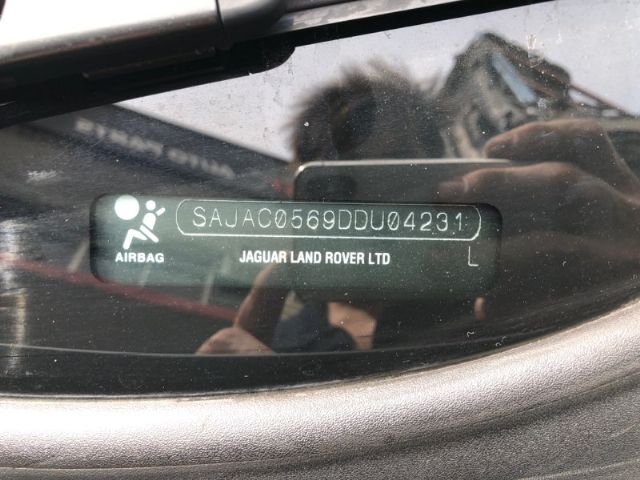 SAJAC0569DDU04231
AIRBAG
JAGUAR LAND ROVER LTD
L